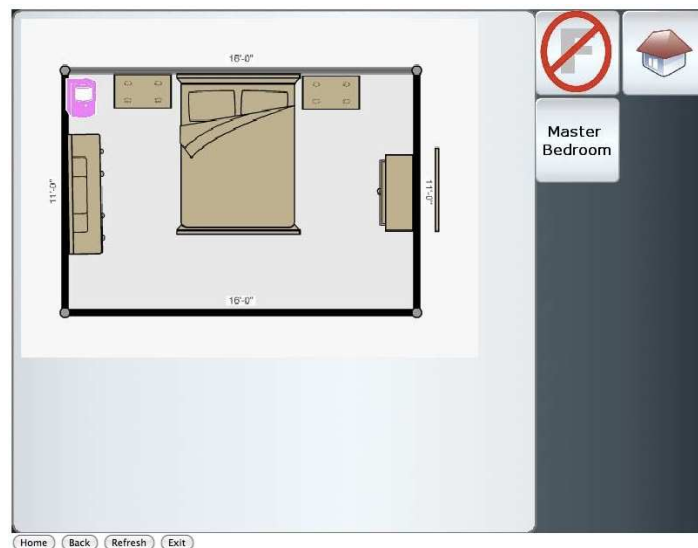 16'-0"
F
Master
Bedroom
11'-0"
11'-0"
16'-0"
Home
Back
Refresh
Exit